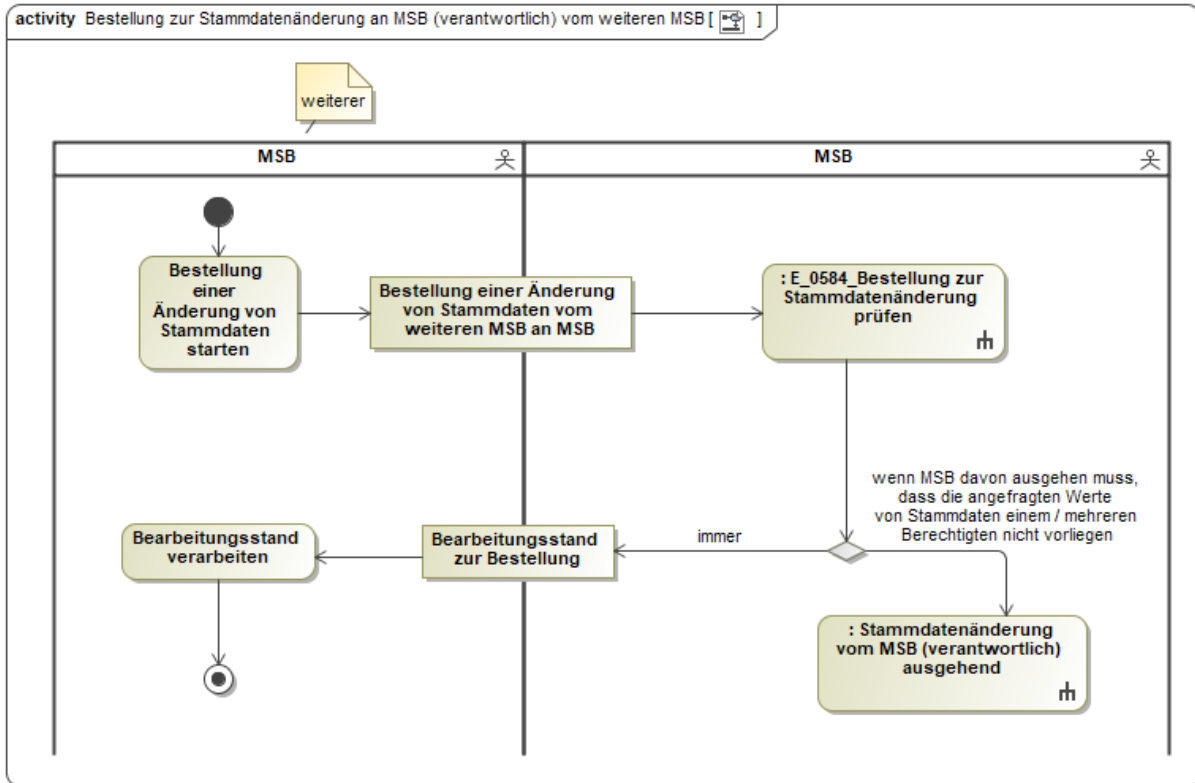 activity Bestellung zur Stammdatenänderung an MSB (verantwortlich) vom weiteren MSB [ ]
weiterer
MSB
MSB
Bestellung
einer
Änderung von
Stammdaten
starten
Bestellung einer Änderung
von Stammdaten vom
weiteren MSB an MSB
: E_0584_Bestellung zur
Stammdatenänderung
prüfen
wenn MSB davon ausgehen muss,
dass die angefragten Werte
von Stammdaten einem / mehreren
Berechtigten nicht vorliegen
immer
Bearbeitungsstand
zur Bestellung
Bearbeitungsstand
verarbeiten
: Stammdatenänderung
vom MSB (verantwortlich)
ausgehend